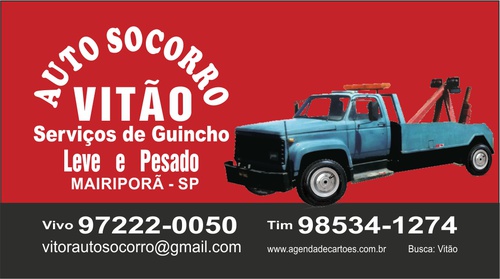 AUTO SOCORRO
VITÃO
Serviços de Guincho
Leve e Pesado
MAIRIPORÃ - SP
Vivo 97222-0050 Tim 98534-1274
vitorautosocorro@gmail.com www.agendadecartoes.com.br Busca: Vitão